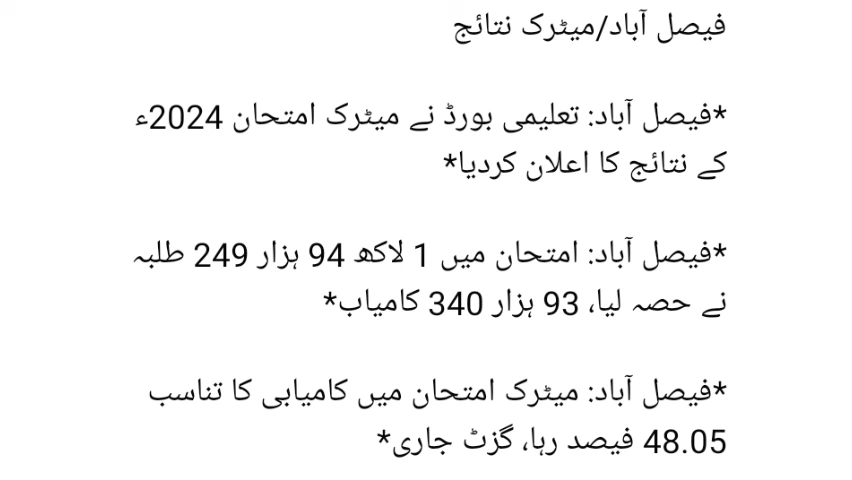 فیصل آباد/میٹرک نتائج
*فیصل آباد: تعلیمی بورڈ نے میٹرک امتحان 2024ء
کے نتائج کا اعلان کردیا*
*فیصل آباد: امتحان میں 1 لاکھ 94 ہزار 249 طلبہ
نے حصہ لیا، 93 ہزار 340 کامیاب*
*فیصل آباد: میٹرک امتحان میں کامیابی کا تناسب
48.05 فیصد رہا، گزٹ جاری*